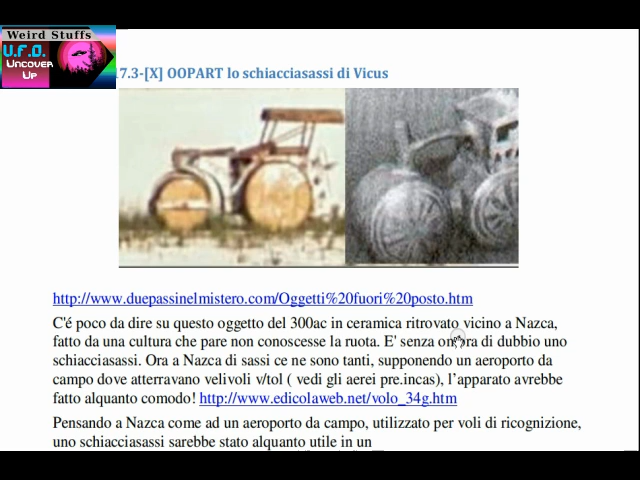 Weird Stuffs
U.F.O.
Uncover
Up
17.3-[X] OOPART lo schiacciasassi di Vicus
http://www.duepassinelmistero.com/Oggetti%20fuori%20posto.htm
C'é poco da dire su questo oggetto del 300ac in ceramica ritrovato vicino a Nazca,
fatto da una cultura che pare non conoscesse la ruota. E' senza ombra di dubbio uno
schiacciasassi. Ora a Nazca di sassi ce ne sono tanti, supponendo un aeroporto da
campo dove atterravano velivoli v/tol ( vedi gli aerei pre.incas), l'apparato avrebbe
fatto alquanto comodo! http://www.edicolaweb.net/volo_34g.htm
Pensando a Nazca come ad un aeroporto da campo, utilizzato per voli di ricognizione,
uno schiacciasassi sarebbe stato alquanto utile in un